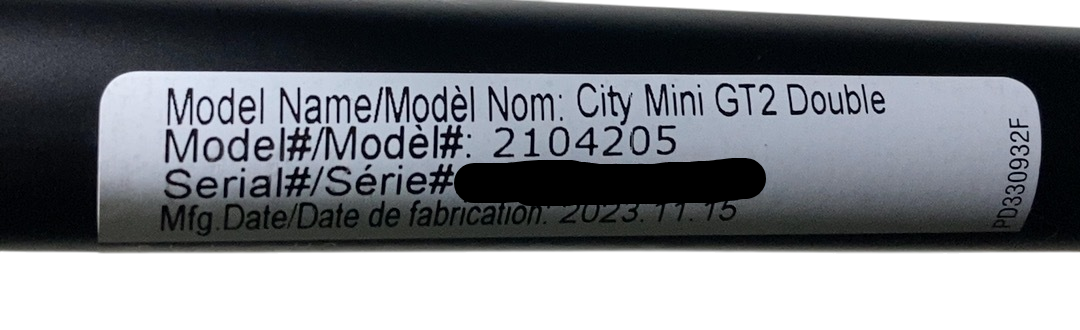 Model Name/Modèl Nom: City Mini GT2 Double
Model#/Modèl#: 2104205
Serial#/Série#
Mfg.Date/Date de fabrication: 2023.11.15
PD330932F